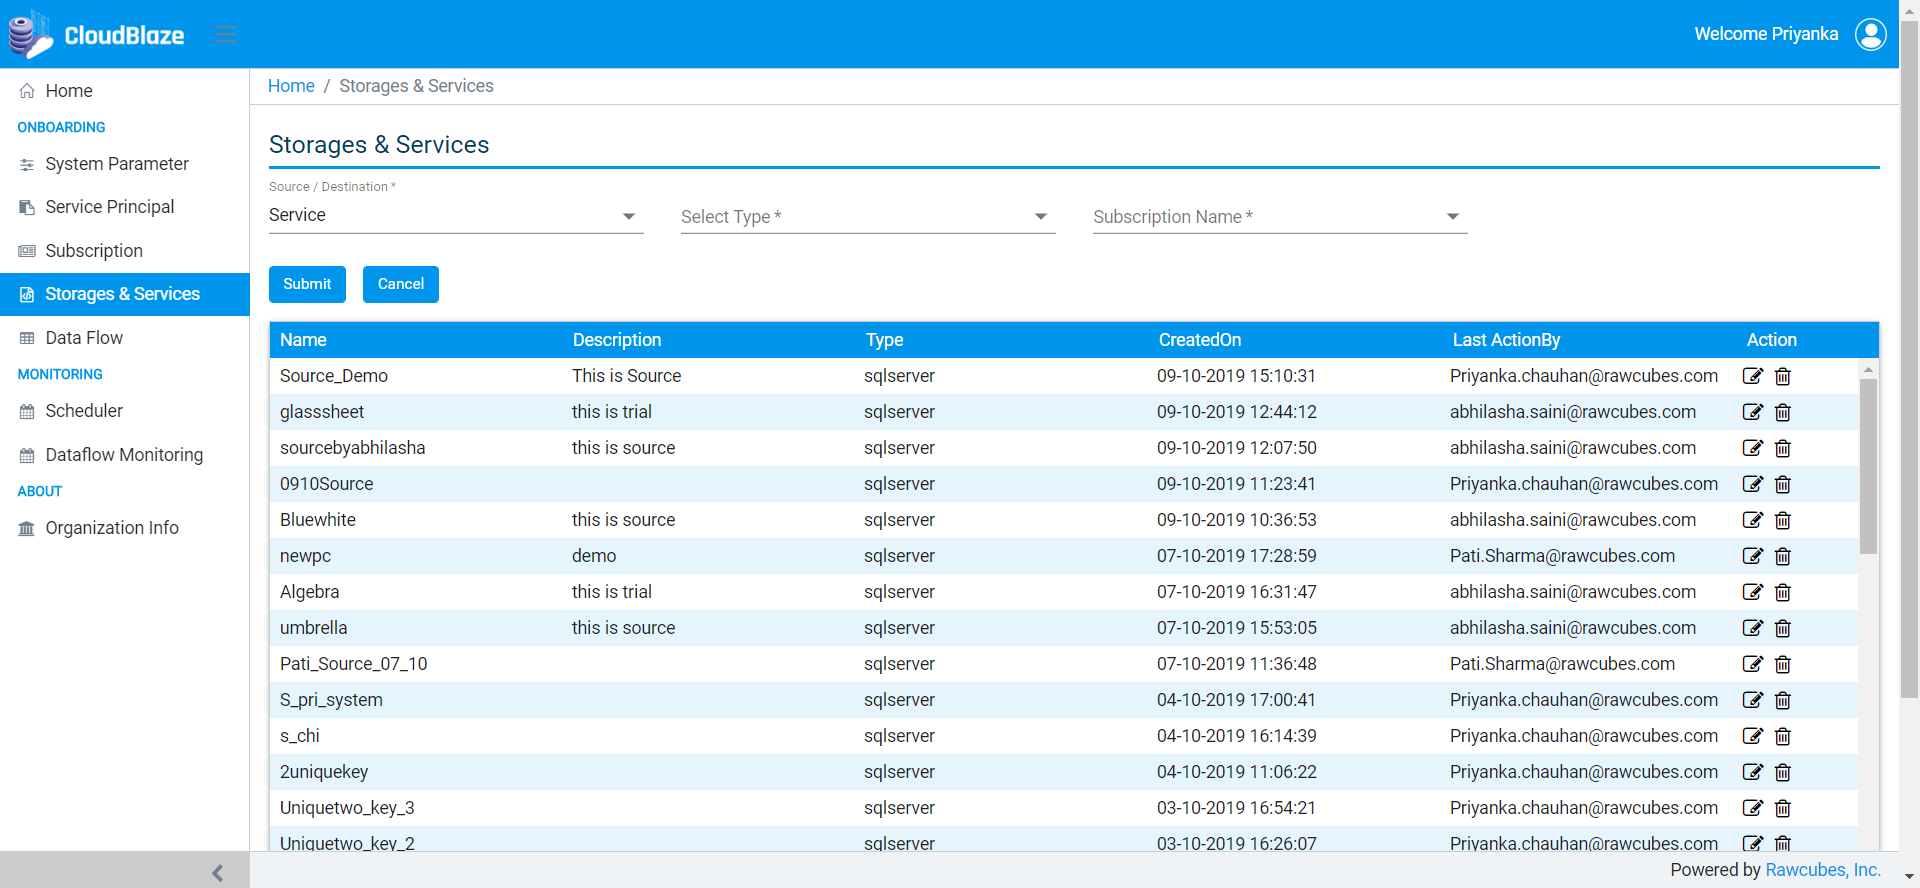 CloudBlaze
Welcome Priyanka
Home
ONBOARDING
System Parameter
Service Principal
Subscription
Storages & Services
Data Flow
MONITORING
Scheduler
Dataflow Monitoring
ABOUT
Organization Info
Home / Storages & Services
Storages & Services
Source / Destination *
Service Select Type * Subscription Name *
Submit Cancel
Name Description Type CreatedOn Last ActionBy Action
Source_Demo This is Source sqlserver 09-10-2019 15:10:31 Priyanka.chauhan@rawcubes.com
glasssheet this is trial sqlserver 09-10-2019 12:44:12 abhilasha.saini@rawcubes.com
sourcebyabhilasha this is source sqlserver 09-10-2019 12:07:50 abhilasha.saini@rawcubes.com
0910Source sqlserver 09-10-2019 11:23:41 Priyanka.chauhan@rawcubes.com
Bluewhite this is source sqlserver 09-10-2019 10:36:53 abhilasha.saini@rawcubes.com
newpc demo sqlserver 07-10-2019 17:28:59 Pati.Sharma@rawcubes.com
Algebra this is trial sqlserver 07-10-2019 16:31:47 abhilasha.saini@rawcubes.com
umbrella this is source sqlserver 07-10-2019 15:53:05 abhilasha.saini@rawcubes.com
Pati_Source_07_10 sqlserver 07-10-2019 11:36:48 Pati.Sharma@rawcubes.com
S_pri_system sqlserver 04-10-2019 17:00:41 Priyanka.chauhan@rawcubes.com
s_chi sqlserver 04-10-2019 16:14:39 Priyanka.chauhan@rawcubes.com
2uniquekey sqlserver 04-10-2019 11:06:22 Priyanka.chauhan@rawcubes.com
Uniquetwo_key_3 sqlserver 03-10-2019 16:54:21 Priyanka.chauhan@rawcubes.com
Uniquetwo_key_2 sqlserver 03-10-2019 16:26:07 Priyanka.chauhan@rawcubes.com
Powered by Rawcubes, Inc.